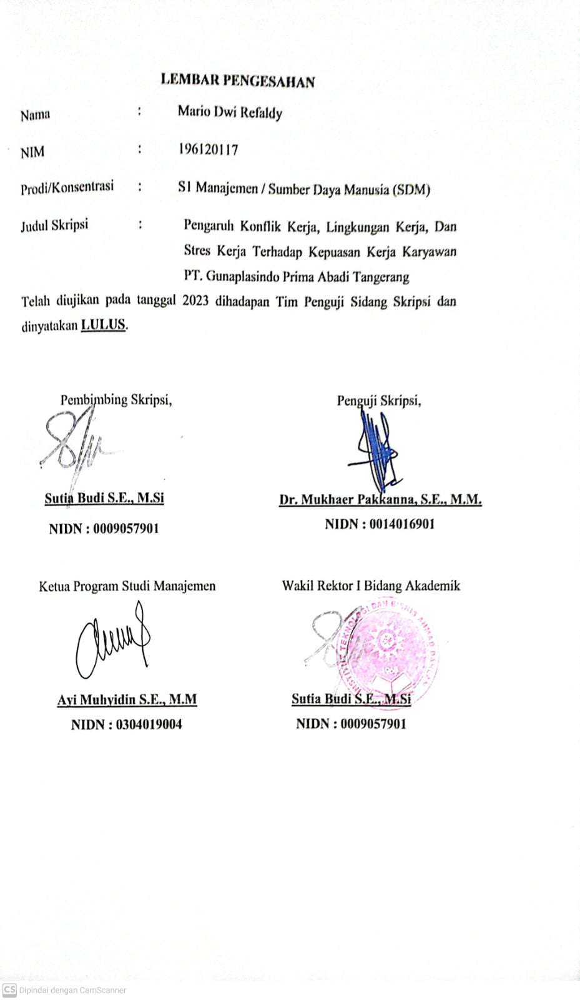 LEMBAR PENGESAHAN
Nama : Mario Dwi Refaldy
NIM : 196120117
Prodi/Konsentrasi : S1 Manajemen / Sumber Daya Manusia (SDM)
Judul Skripsi : Pengaruh Konflik Kerja, Lingkungan Kerja, Dan
Stres Kerja Terhadap Kepuasan Kerja Karyawan
PT. Gunaplasindo Prima Abadi Tangerang
Telah diujikan pada tanggal 2023 dihadapan Tim Penguji Sidang Skripsi dan
dinyatakan LULUS.
Pembimbing Skripsi,
Sutia Budi S.E., M.Si
NIDN : 0009057901
Penguji Skripsi,
Dr. Mukhaer Pakkanna, S.E., M.M.
NIDN : 0014016901
Ketua Program Studi Manajemen
Ayi Muhyidin S.E., M.M
NIDN : 0304019004
Wakil Rektor I Bidang Akademik
INSTITUT TEKNOLOGI DAN BISNIS AHMAD DAHLAN
1968
Sutia Budi S.E., M.Si
NIDN : 0009057901
CS Dipindai dengan CamScanner